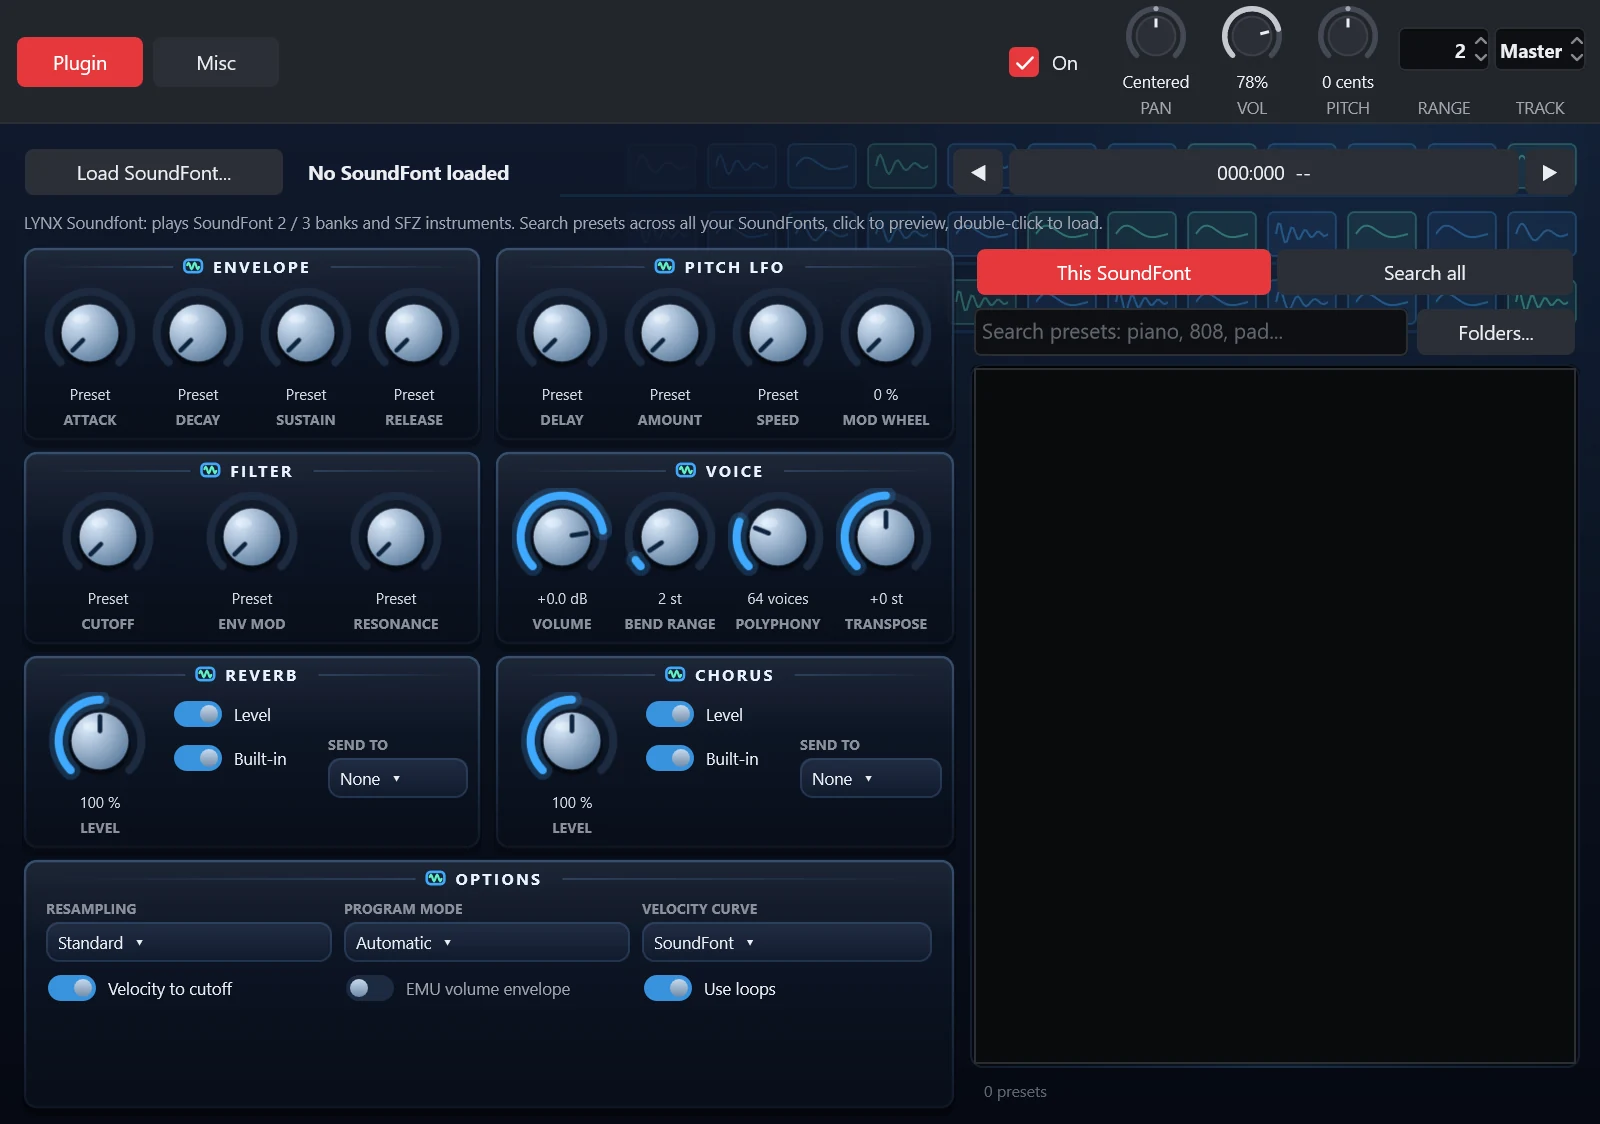 Plugin
Misc
On
Centered
PAN
78%
VOL
0 cents
PITCH
2
RANGE
Master
TRACK
Load SoundFont...
No SoundFont loaded
000:000 --
LYNX Soundfont: plays SoundFont 2 / 3 banks and SFZ instruments. Search presets across all your SoundFonts, click to preview, double-click to load.
ENVELOPE
Preset Preset Preset Preset
ATTACK DECAY SUSTAIN RELEASE
PITCH LFO
Preset Preset Preset 0 %
DELAY AMOUNT SPEED MOD WHEEL
FILTER
Preset Preset Preset
CUTOFF ENV MOD RESONANCE
VOICE
+0.0 dB 2 st 64 voices +0 st
VOLUME BEND RANGE POLYPHONY TRANSPOSE
REVERB
Level
Built-in
SEND TO
None
100 %
LEVEL
CHORUS
Level
Built-in
SEND TO
None
100 %
LEVEL
OPTIONS
RESAMPLING PROGRAM MODE VELOCITY CURVE
Standard Automatic SoundFont
Velocity to cutoff EMU volume envelope Use loops
This SoundFont
Search all
Search presets: piano, 808, pad...
Folders...
0 presets